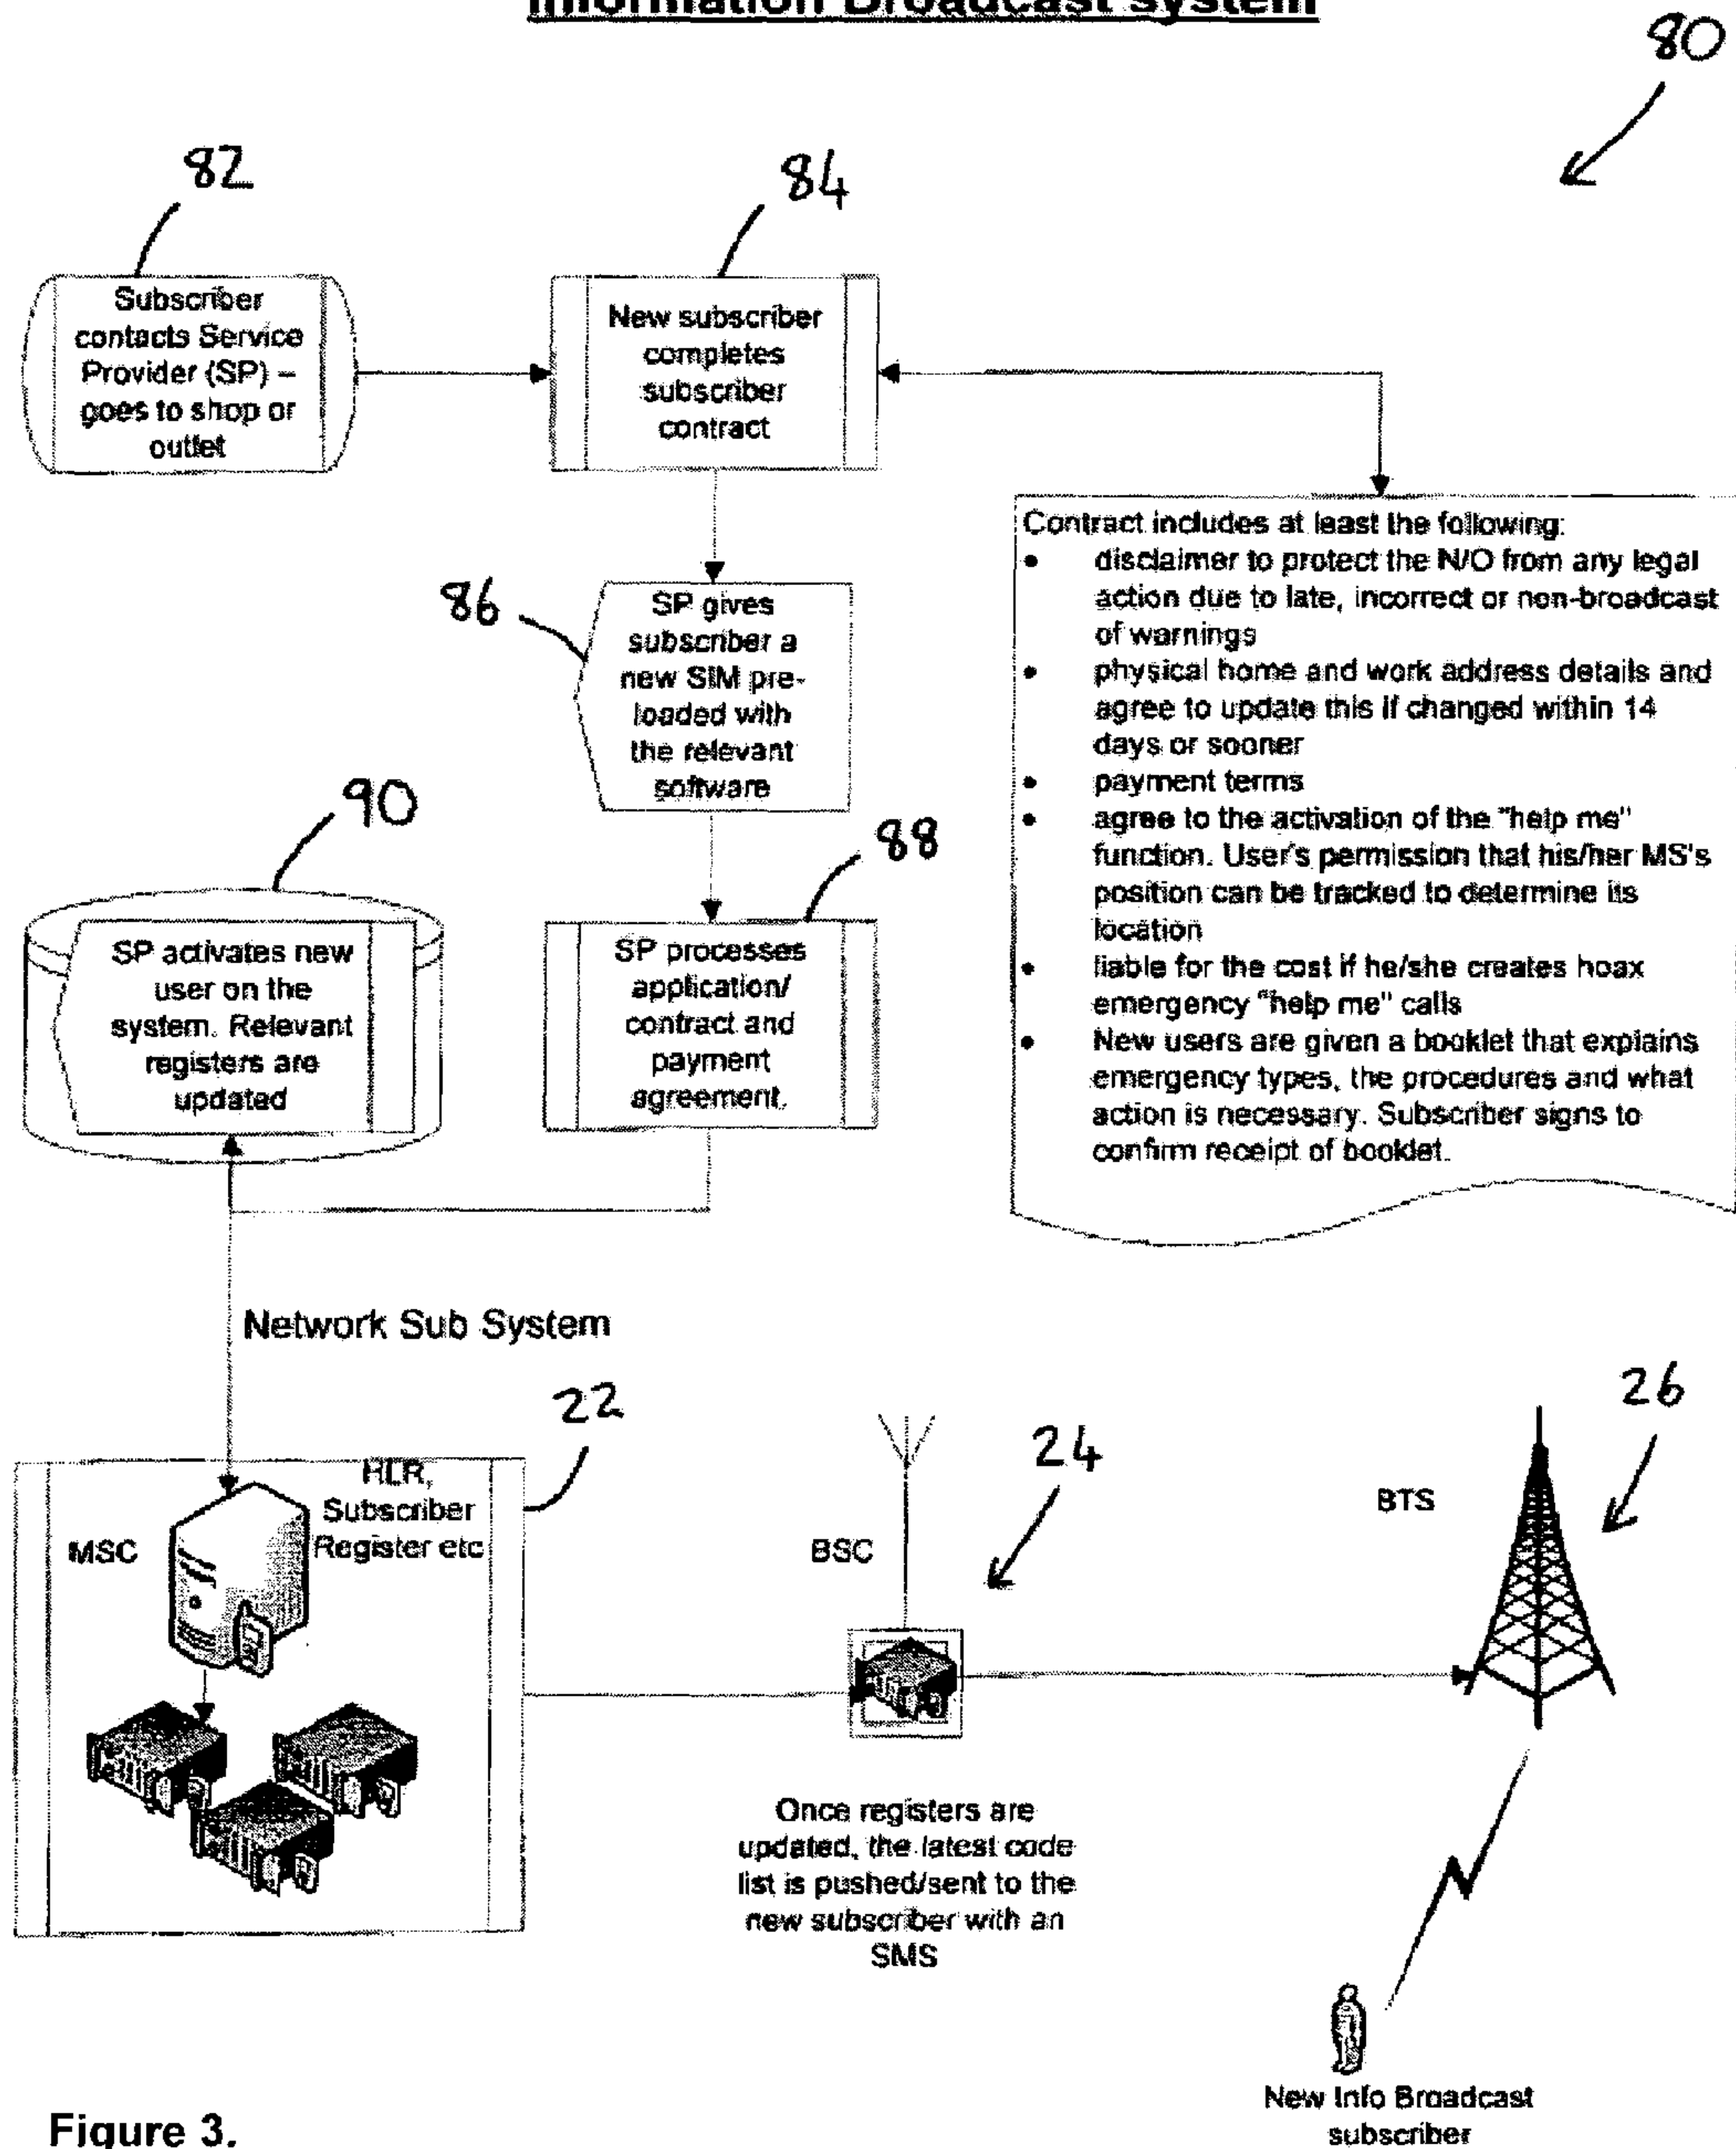 Information Broadcast system
80
82
84
Subscriber
contacts Service
Provider (SP) –
goes to shop or
outlet
New subscriber
completes
subscriber
contract
Contract includes at least the following:
• disclaimer to protect the N/O from any legal
action due to late, incorrect or non-broadcast
of warnings
• physical home and work address details and
agree to update this if changed within 14
days or sooner
• payment terms
• agree to the activation of the "help me"
function. User's permission that his/her MS's
position can be tracked to determine its
location
• liable for the cost if he/she creates hoax
emergency "help me" calls
• New users are given a booklet that explains
emergency types, the procedures and what
action is necessary. Subscriber signs to
confirm receipt of booklet.
86
SP gives
subscriber a
new SIM pre-
loaded with
the relevant
software
90
88
SP activates new
user on the
system. Relevant
registers are
updated
SP processes
application/
contract and
payment
agreement.
Network Sub System
22
24
26
MSC
HLR,
Subscriber
Register etc
BSC
BTS
Once registers are
updated, the latest code
list is pushed/sent to the
new subscriber with an
SMS
New Info Broadcast
subscriber
Figure 3.